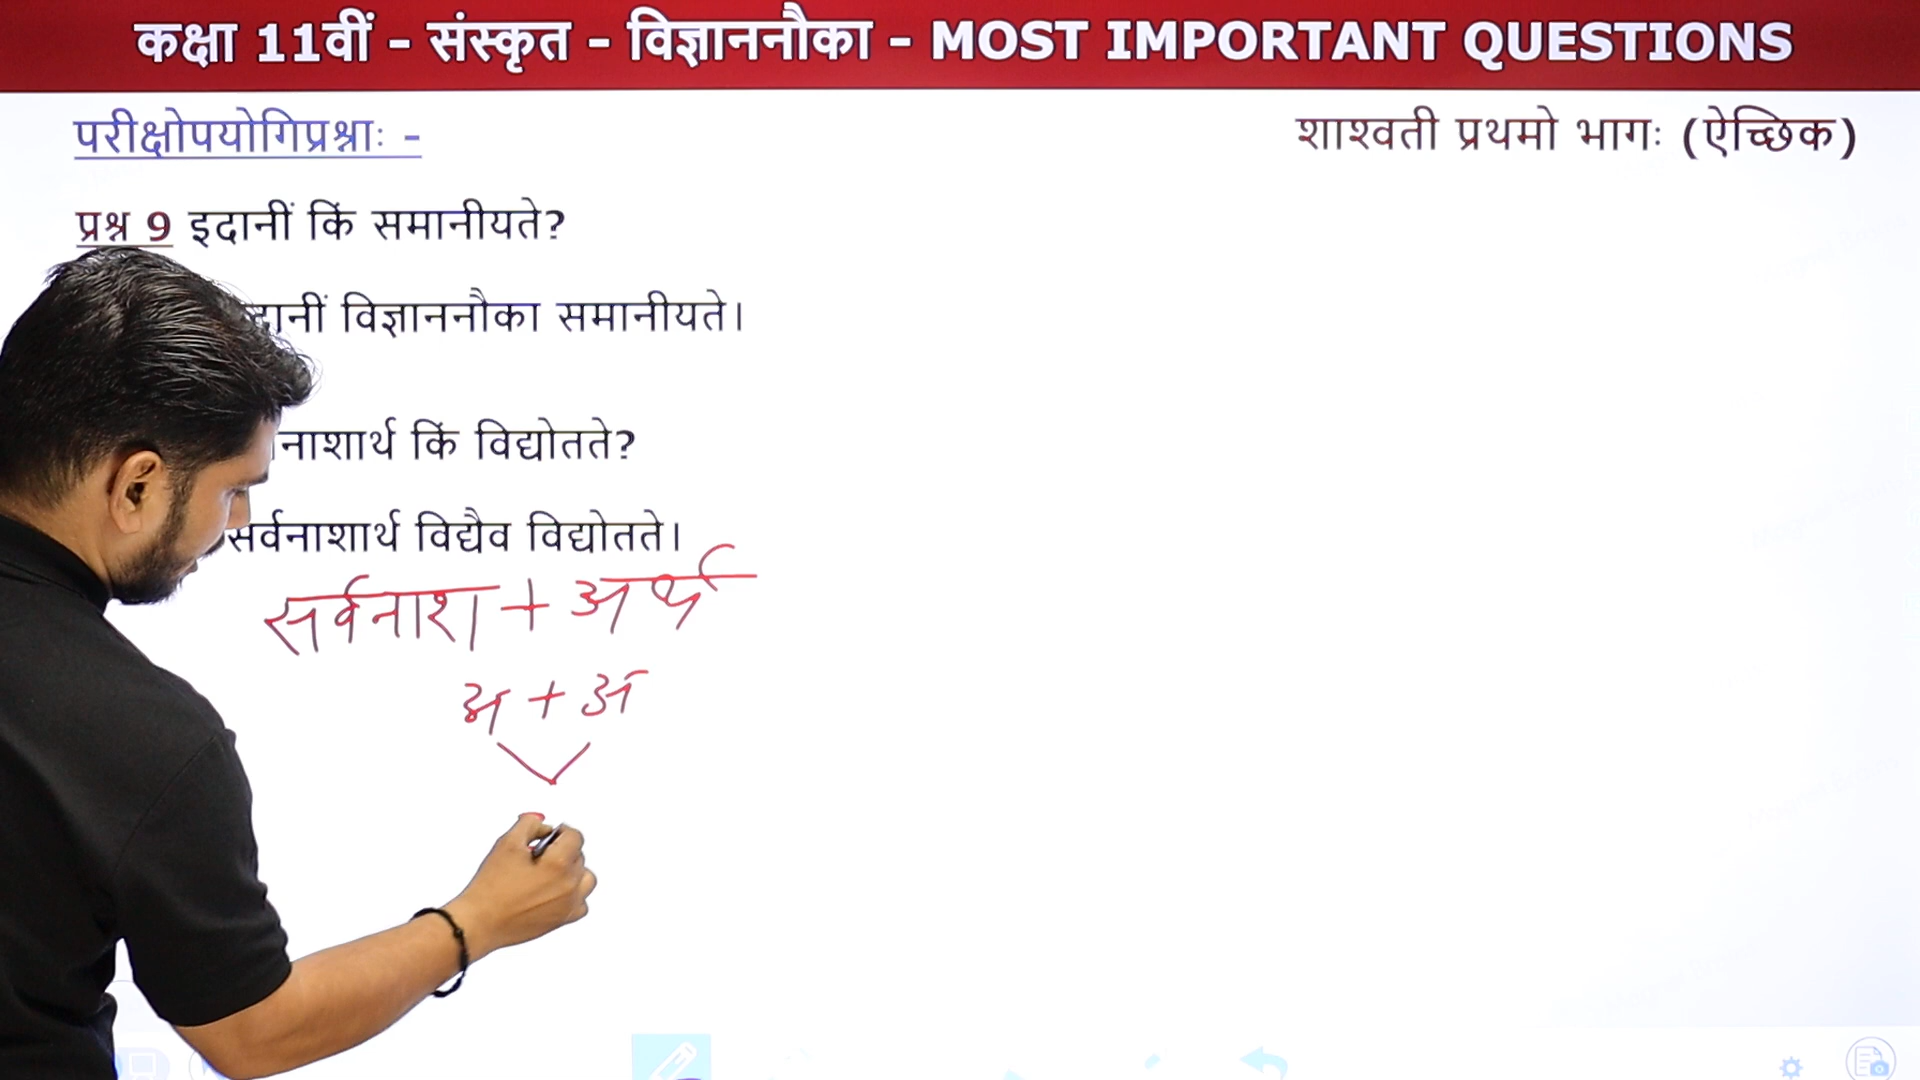 कक्षा 11वीं - संस्कृत - विज्ञाननौका - MOST IMPORTANT QUESTIONS
परीक्षोपयोगिप्रश्नाः -
शाश्वती प्रथमो भागः (ऐच्छिक)
प्रश्न 9 इदानीं किं समानीयते?
दानीं विज्ञाननौका समानीयते।
नाशार्थ किं विद्योतते?
सर्वनाशार्थ विद्यैव विद्योतते।
सर्वनाश + अर्थ
अ + अ